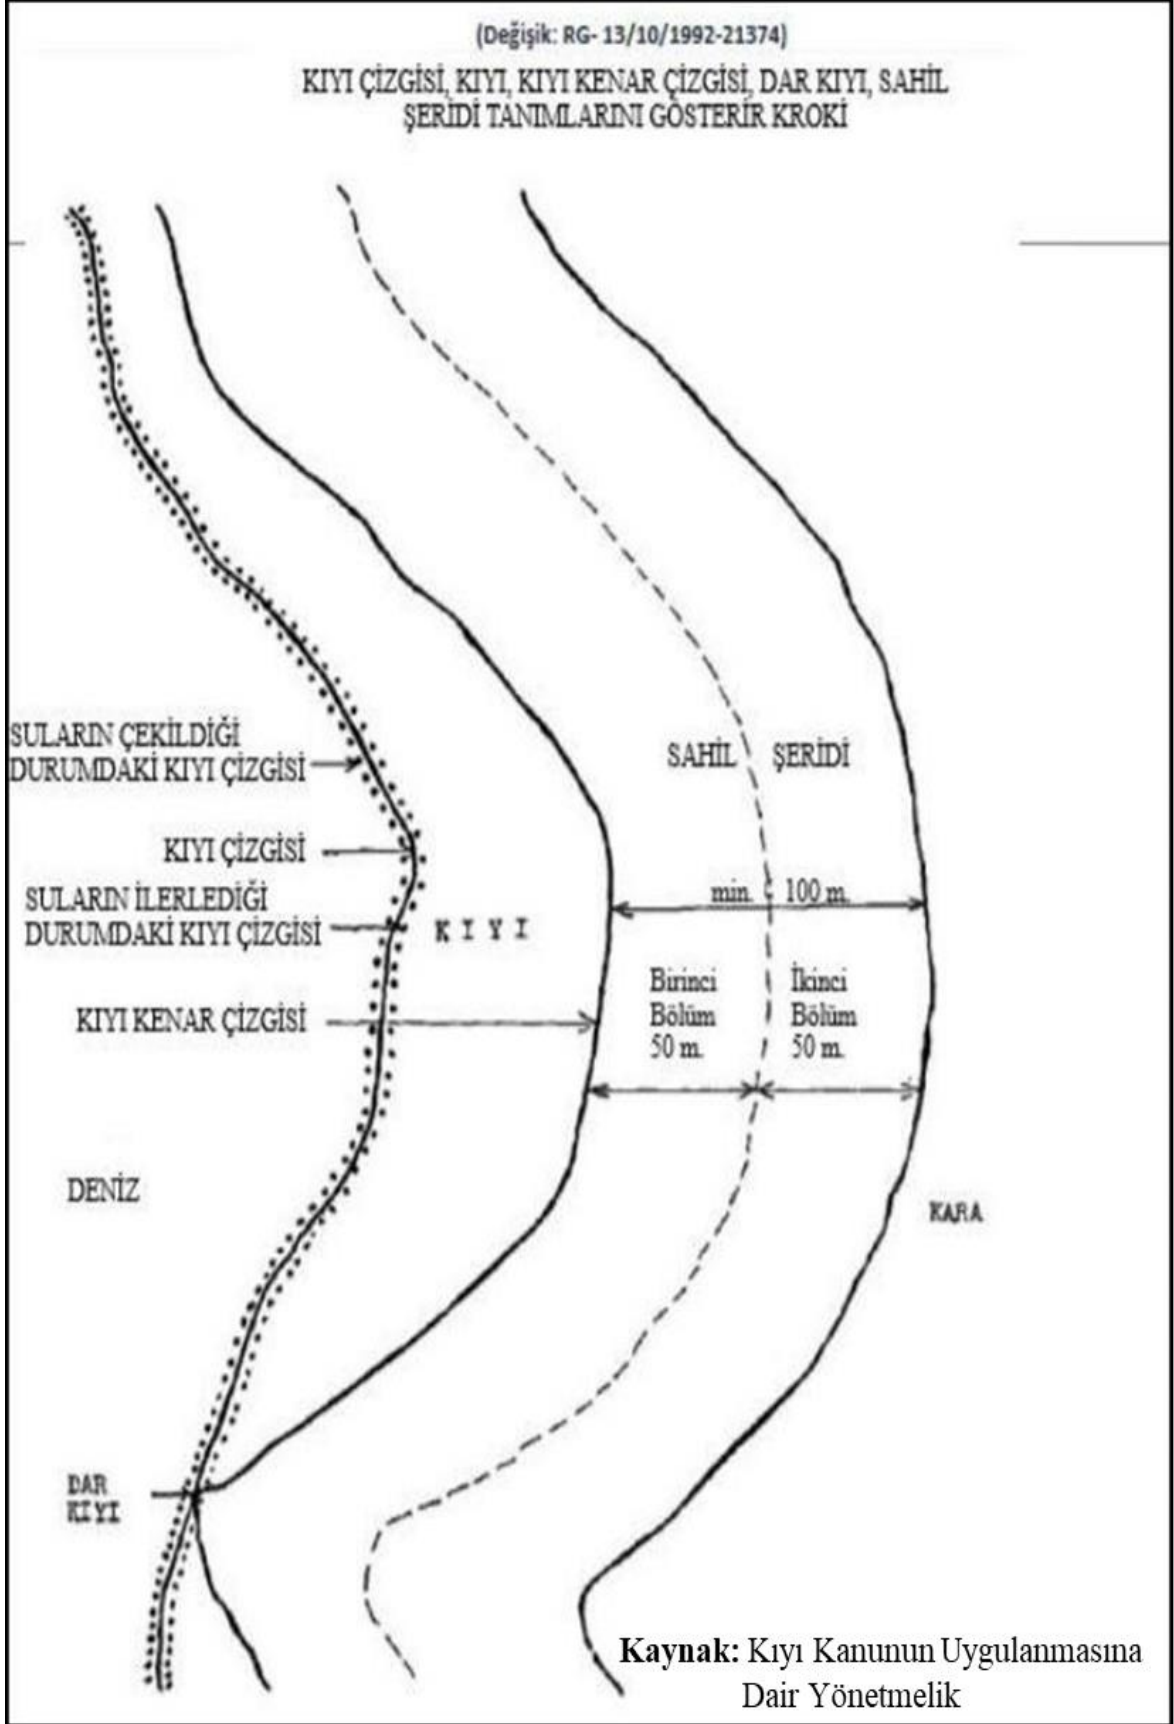 (Değişik: RG- 13/10/1992-21374)
KIYI ÇİZGİSİ, KIYI, KIYI KENAR ÇİZGİSİ, DAR KIYI, SAHİL
ŞERİDİ TANIMLARINI GÖSTERİR KROKİ
SULARIN ÇEKİLDİĞİ
DURUMDAKİ KIYI ÇİZGİSİ
SAHİL ŞERİDİ
KIYI ÇİZGİSİ
min. 100 m.
SULARIN İLERLEDİĞİ
DURUMDAKİ KIYI ÇİZGİSİ
KIYI
Birinci
Bölüm
50 m.
İkinci
Bölüm
50 m.
KIYI KENAR ÇİZGİSİ
DENİZ
KARA
DAR
KIYI
Kaynak: Kıyı Kanunun Uygulanmasına
Dair Yönetmelik